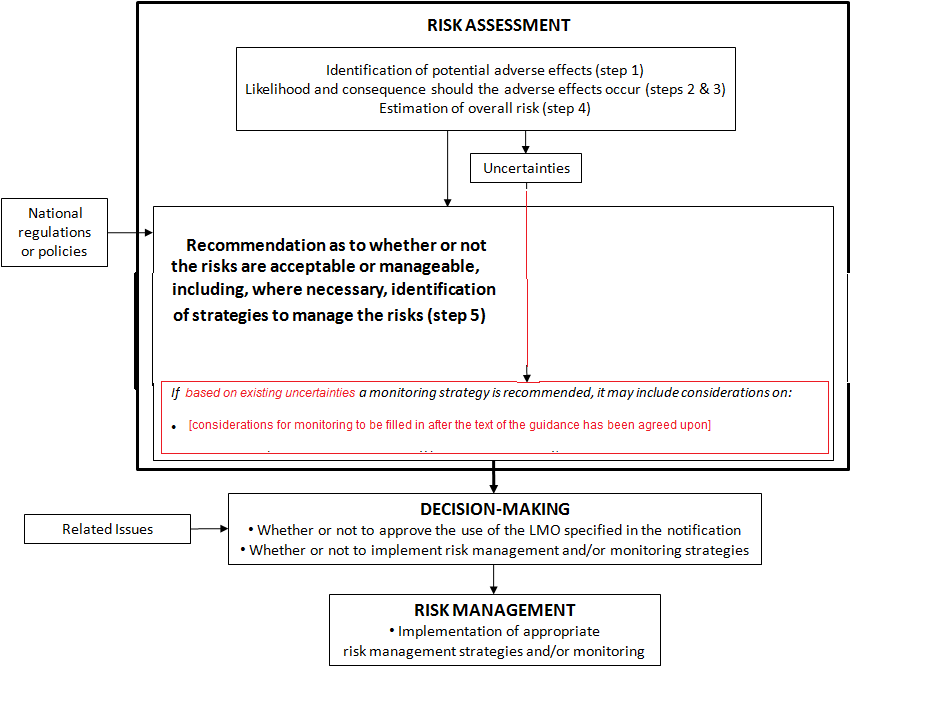 RISK ASSESSMENT
Identification of potential adverse effects (step 1)
Likelihood and consequence should the adverse effects occur (steps 2 & 3)
Estimation of overall risk (step 4)
Uncertainties
National
regulations
or policies
Recommendation as to whether or not
the risks are acceptable or manageable,
including, where necessary, identification
of strategies to manage the risks (step 5)
If based on existing uncertainties a monitoring strategy is recommended, it may include considerations on:
• [considerations for monitoring to be filled in after the text of the guidance has been agreed upon]
DECISION-MAKING
• Whether or not to approve the use of the LMO specified in the notification
• Whether or not to implement risk management and/or monitoring strategies
Related Issues
RISK MANAGEMENT
• Implementation of appropriate
risk management strategies and/or monitoring